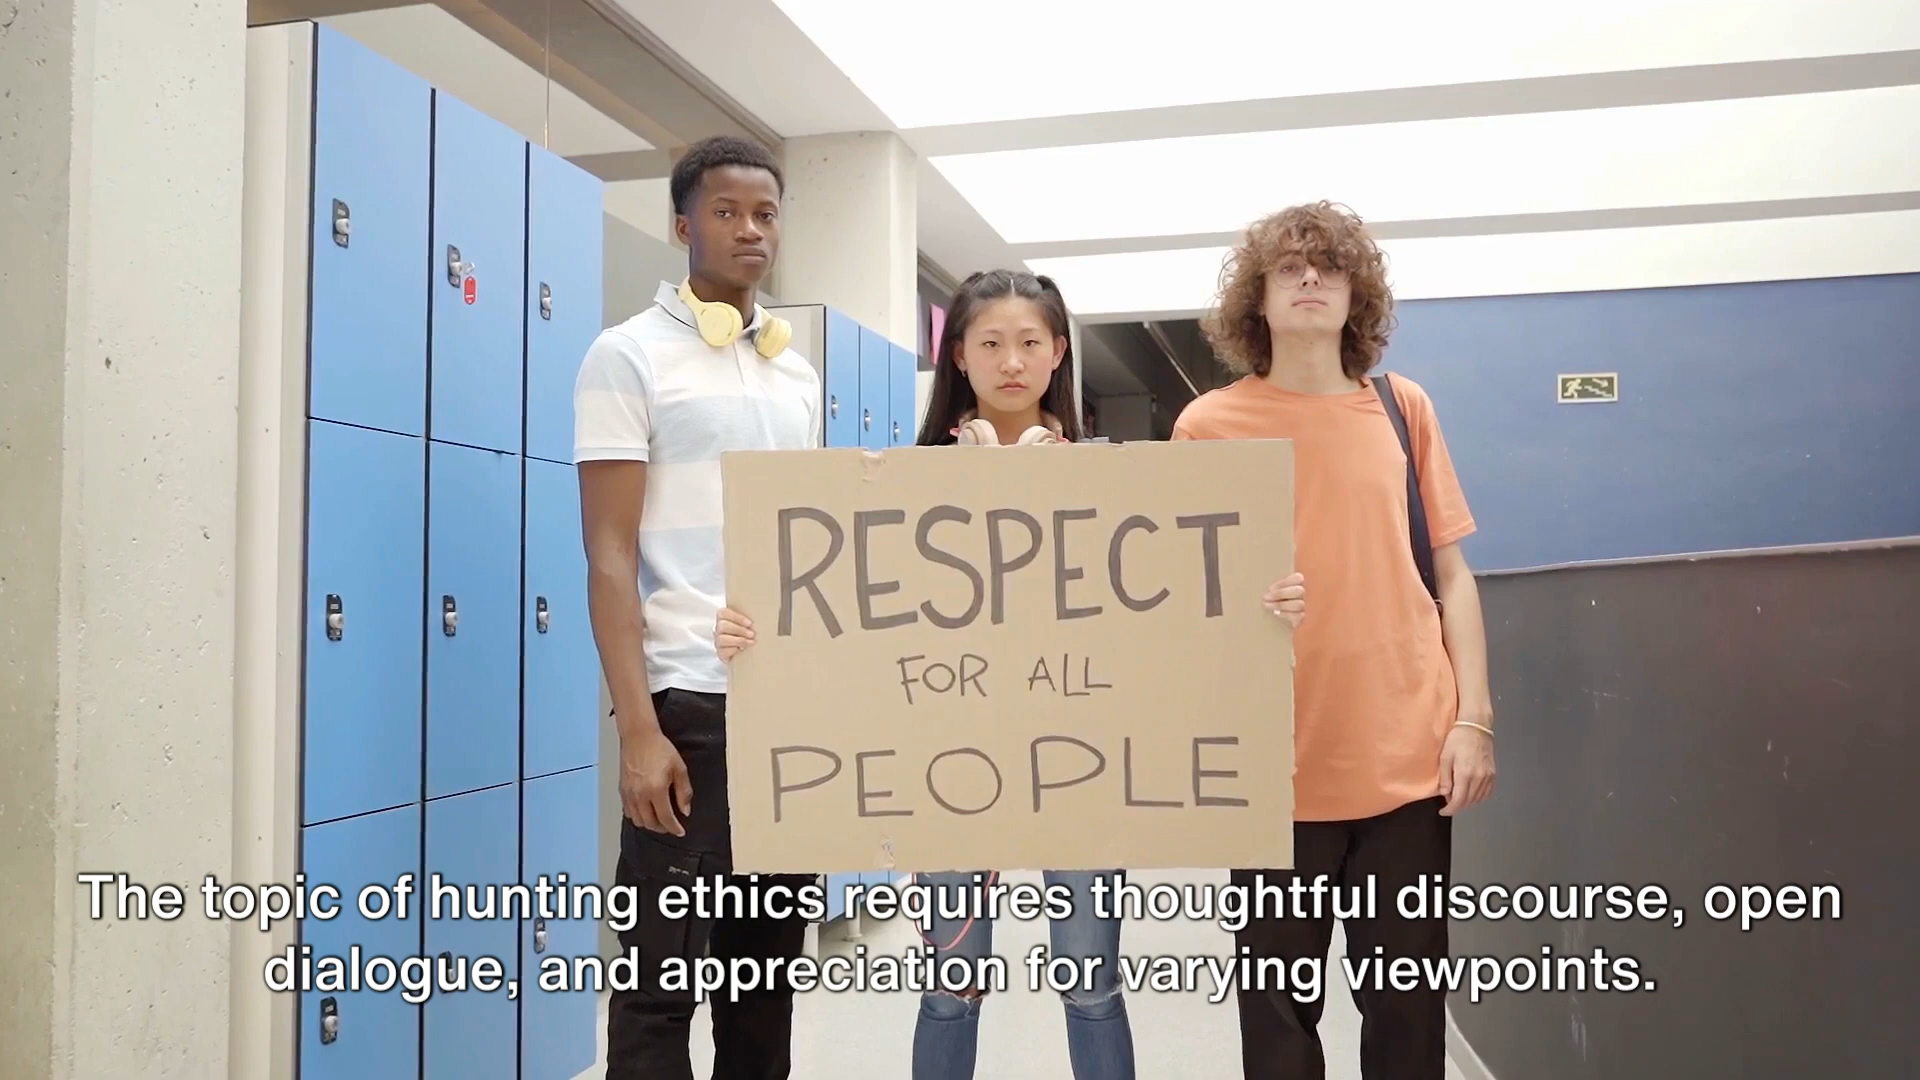 RESPECT
FOR ALL
PEOPLE
The topic of hunting ethics requires thoughtful discourse, open
dialogue, and appreciation for varying viewpoints.